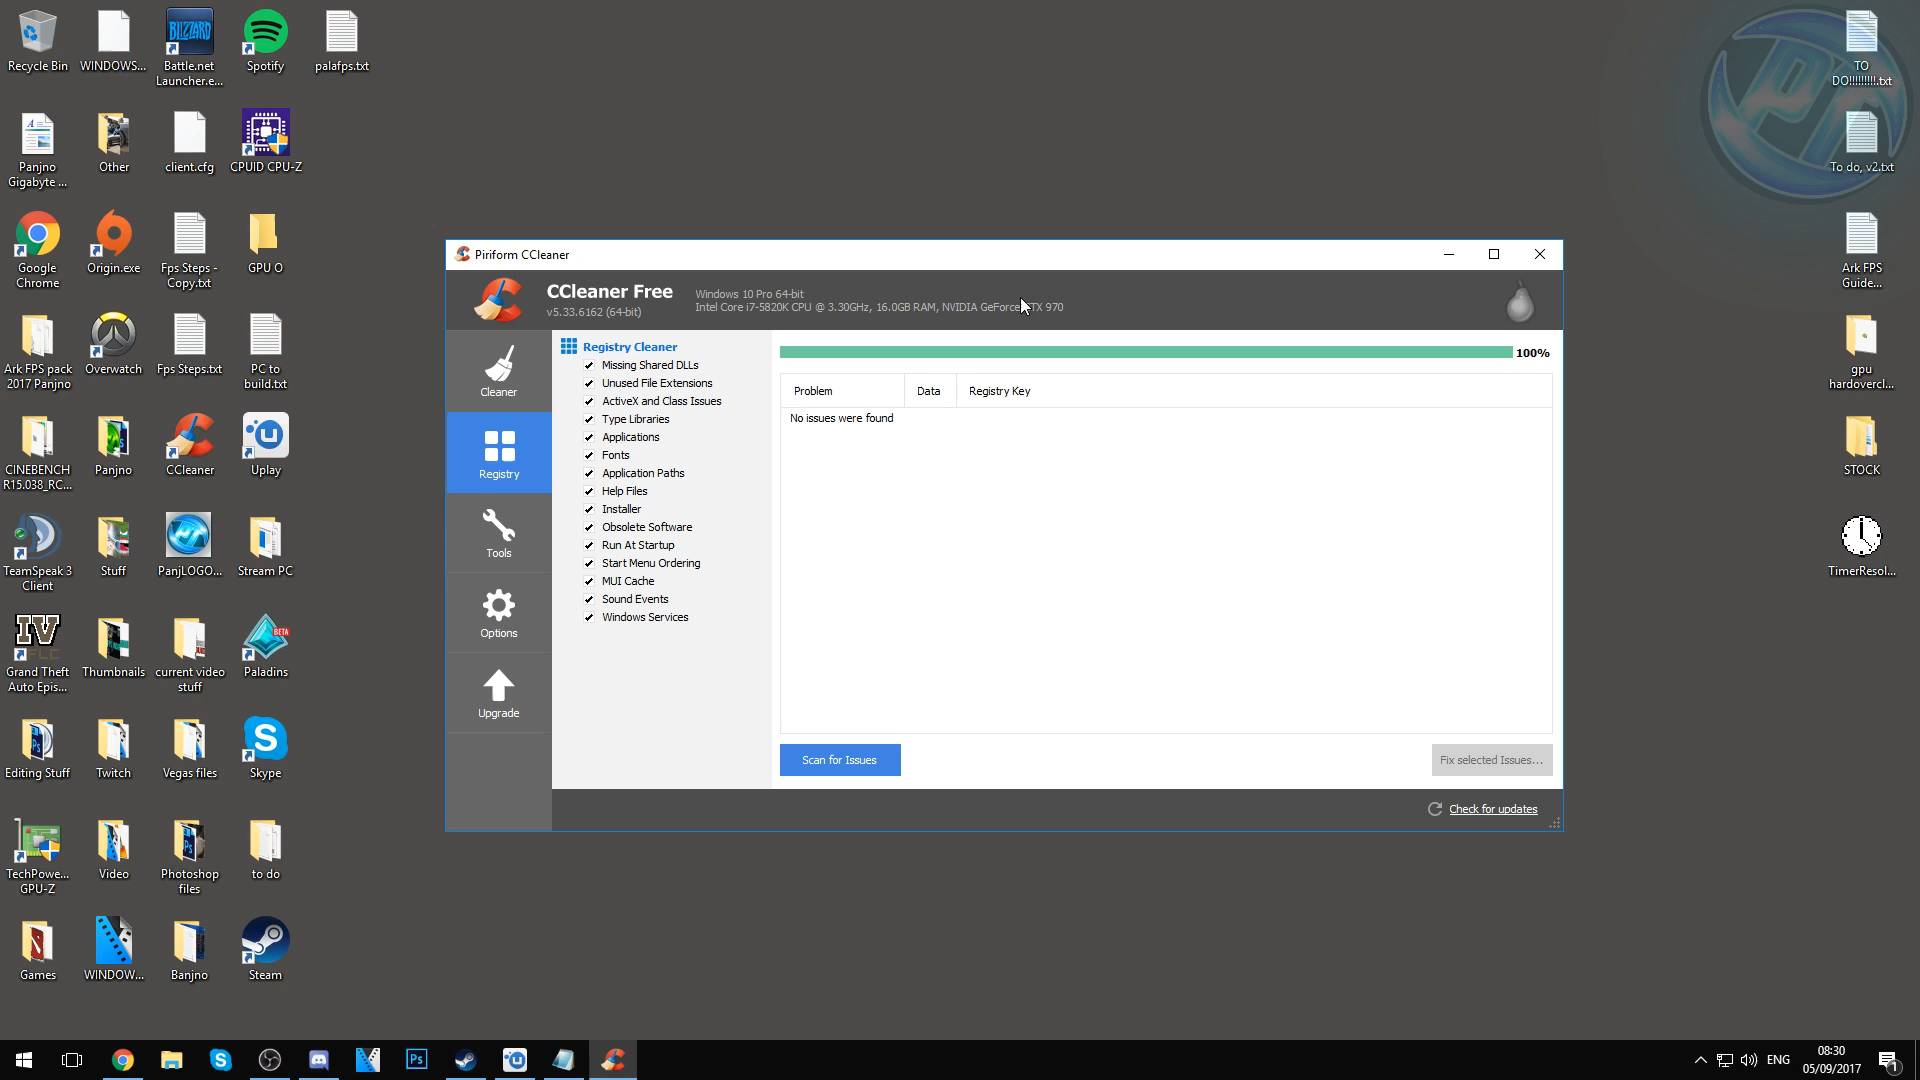 Recycle Bin
WINDOWS...
Battle.net
Launcher.e...
Spotify
palafps.txt
Panjno
Gigabyte ...
Other
client.cfg
CPUID CPU-Z
Google
Chrome
Origin.exe
Fps Steps -
Copy.txt
GPU O
Ark FPS pack
2017 Panjno
Overwatch
Fps Steps.txt
PC to
build.txt
CINEBENCH
R15.038_RC...
Panjno
CCleaner
Uplay
TeamSpeak 3
Client
Stuff
PanjLOGO...
Stream PC
Grand Theft
Auto Epis...
Thumbnails
current video
stuff
Paladins
Editing Stuff
Twitch
Vegas files
Skype
TechPowe...
GPU-Z
Video
Photoshop
files
to do
Games
WINDOW...
Banjno
Steam
BLIZZARD
IV
BETA
TO
DO!!!!!!!!!.txt
To do, v2.txt
Ark FPS
Guide...
gpu
hardovercl...
STOCK
TimerResol...
Piriform CCleaner
CCleaner Free
v5.33.6162 (64-bit)
Windows 10 Pro 64-bit
Intel Core i7-5820K CPU @ 3.30GHz, 16.0GB RAM, NVIDIA GeForce TX 970
Cleaner
Registry
Tools
Options
Upgrade
Registry Cleaner
Missing Shared DLLs
Unused File Extensions
ActiveX and Class Issues
Type Libraries
Applications
Fonts
Application Paths
Help Files
Installer
Obsolete Software
Run At Startup
Start Menu Ordering
MUI Cache
Sound Events
Windows Services
100%
Problem
Data
Registry Key
No issues were found
Scan for Issues
Fix selected Issues...
Check for updates
Ps
ENG
08:30
05/09/2017
1